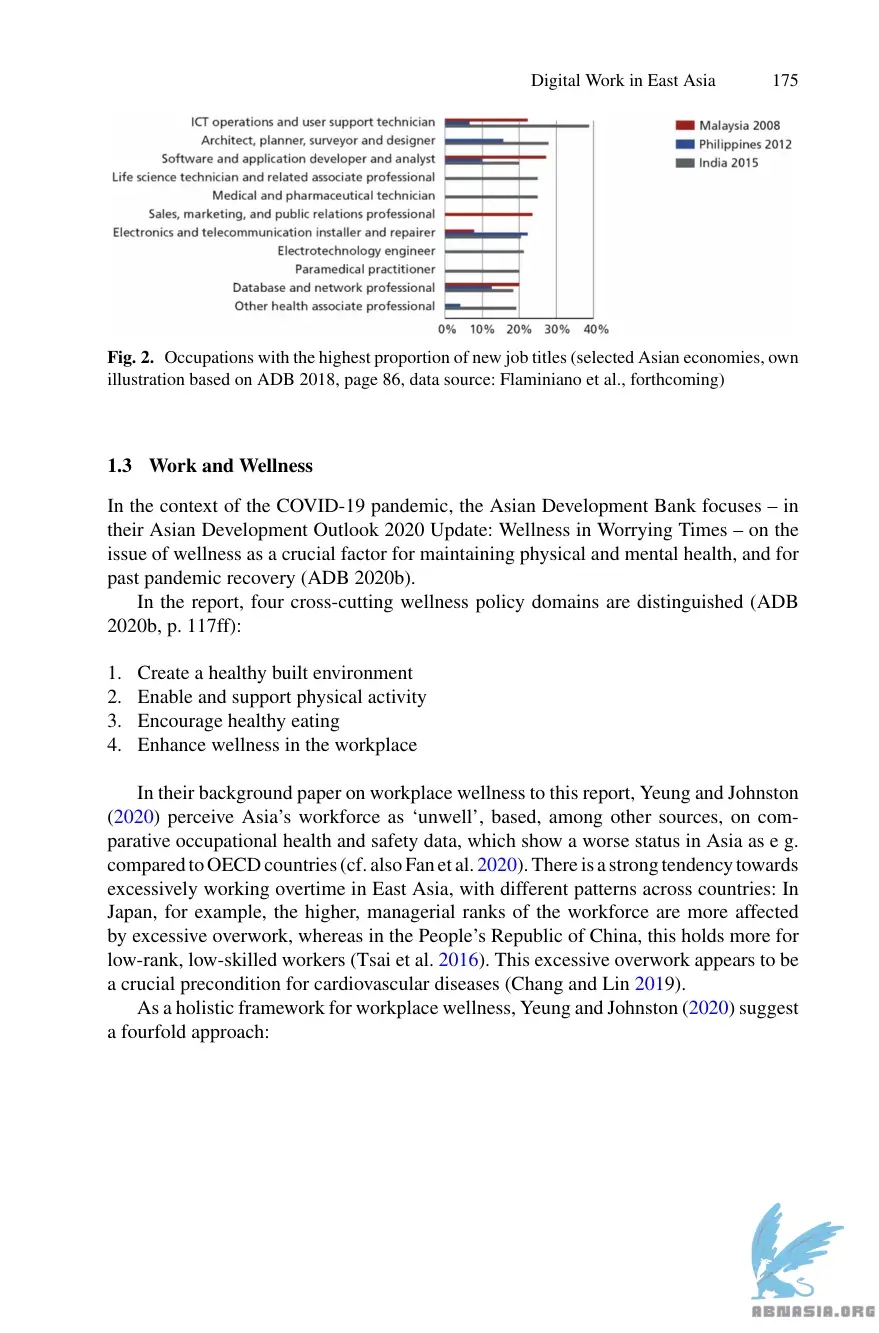 Digital Work in East Asia 175
ICT operations and user support technician
Architect, planner, surveyor and designer
Software and application developer and analyst
Life science technician and related associate professional
Medical and pharmaceutical technician
Sales, marketing, and public relations professional
Electronics and telecommunication installer and repairer
Electrotechnology engineer
Paramedical practitioner
Database and network professional
Other health associate professional
0% 10% 20% 30% 40%
Malaysia 2008
Philippines 2012
India 2015
Fig. 2. Occupations with the highest proportion of new job titles (selected Asian economies, own
illustration based on ADB 2018, page 86, data source: Flaminiano et al., forthcoming)
1.3 Work and Wellness
In the context of the COVID-19 pandemic, the Asian Development Bank focuses – in
their Asian Development Outlook 2020 Update: Wellness in Worrying Times – on the
issue of wellness as a crucial factor for maintaining physical and mental health, and for
past pandemic recovery (ADB 2020b).
In the report, four cross-cutting wellness policy domains are distinguished (ADB
2020b, p. 117ff):
1. Create a healthy built environment
2. Enable and support physical activity
3. Encourage healthy eating
4. Enhance wellness in the workplace
In their background paper on workplace wellness to this report, Yeung and Johnston
(2020) perceive Asia's workforce as ‘unwell’, based, among other sources, on com-
parative occupational health and safety data, which show a worse status in Asia as e g.
compared to OECD countries (cf. also Fan et al. 2020). There is a strong tendency towards
excessively working overtime in East Asia, with different patterns across countries: In
Japan, for example, the higher, managerial ranks of the workforce are more affected
by excessive overwork, whereas in the People's Republic of China, this holds more for
low-rank, low-skilled workers (Tsai et al. 2016). This excessive overwork appears to be
a crucial precondition for cardiovascular diseases (Chang and Lin 2019).
As a holistic framework for workplace wellness, Yeung and Johnston (2020) suggest
a fourfold approach:
ABNASIA.ORG